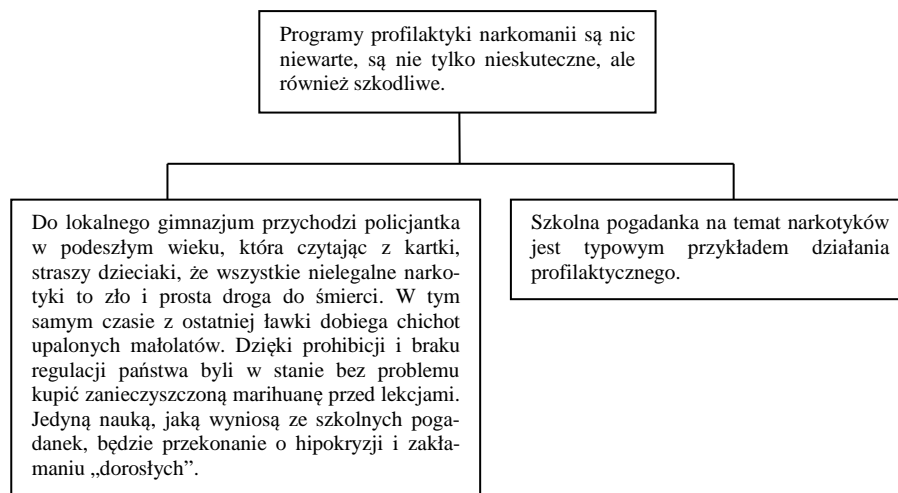 Programy profilaktyki narkomanii są nic
niewarte, są nie tylko nieskuteczne, ale
również szkodliwe.
Do lokalnego gimnazjum przychodzi policjantka
w podeszłym wieku, która czytając z kartki,
straszy dzieciaki, że wszystkie nielegalne narko-
tyki to zło i prosta droga do śmierci. W tym
samym czasie z ostatniej ławki dobiega chichot
upalonych małolatów. Dzięki prohibicji i braku
regulacji państwa byli w stanie bez problemu
kupić zanieczyszczoną marihuanę przed lekcjami.
Jedyną nauką, jaką wyniosą ze szkolnych poga-
danek, będzie przekonanie o hipokryzji i zakła-
maniu „dorosłych”.
Szkolna pogadanka na temat narkotyków
jest typowym przykładem działania
profilaktycznego.